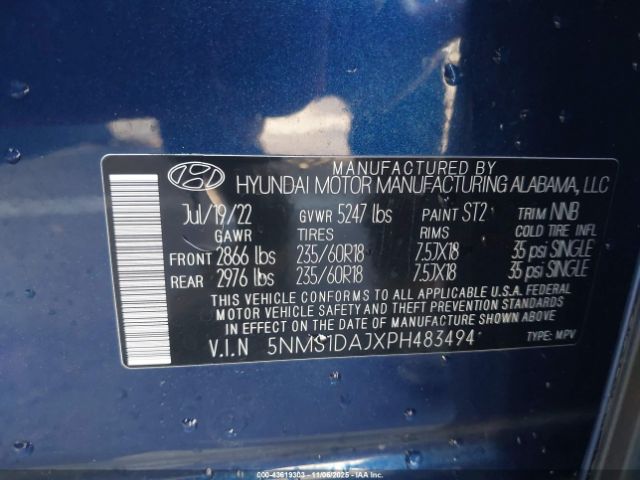 MANUFACTURED BY
HYUNDAI MOTOR MANUFACTURING ALABAMA, LLC
Jul/19/22 GVWR 5247 lbs PAINT ST2 TRIM NNB
GAWR TIRES RIMS COLD TIRE INFL.PR.
FRONT 2866 lbs 235/60R18 7.5JX18 35 psi SINGLE
REAR 2976 lbs 235/60R18 7.5JX18 35 psi SINGLE
THIS VEHICLE CONFORMS TO ALL APPLICABLE U.S.A. FEDERAL
MOTOR VEHICLE SAFETY AND THEFT PREVENTION STANDARDS
IN EFFECT ON THE DATE OF MANUFACTURE SHOWN ABOVE
V.I.N 5NMS1DAJXPH483494 TYPE: MPV
000-43619303 - 11/06/2025 - IAAI.COM